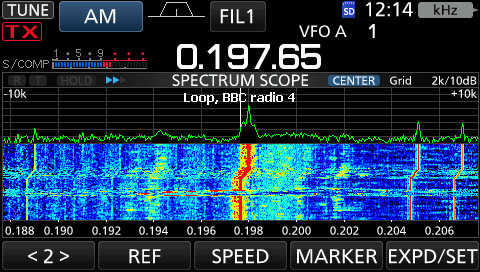 TUNE AM FIL1 SD 12:14 kHz
TX VFO A 1
1 · 5 · 9
S/COMP 0.197.65
R T HOLD SPECTRUM SCOPE CENTER Grid 2k/10dB
-10k Loop, BBC radio 4 +10k
0.188 0.190 0.192 0.194 0.196 0.198 0.200 0.202 0.204 0.206
< 2 > REF SPEED MARKER EXPD/SET